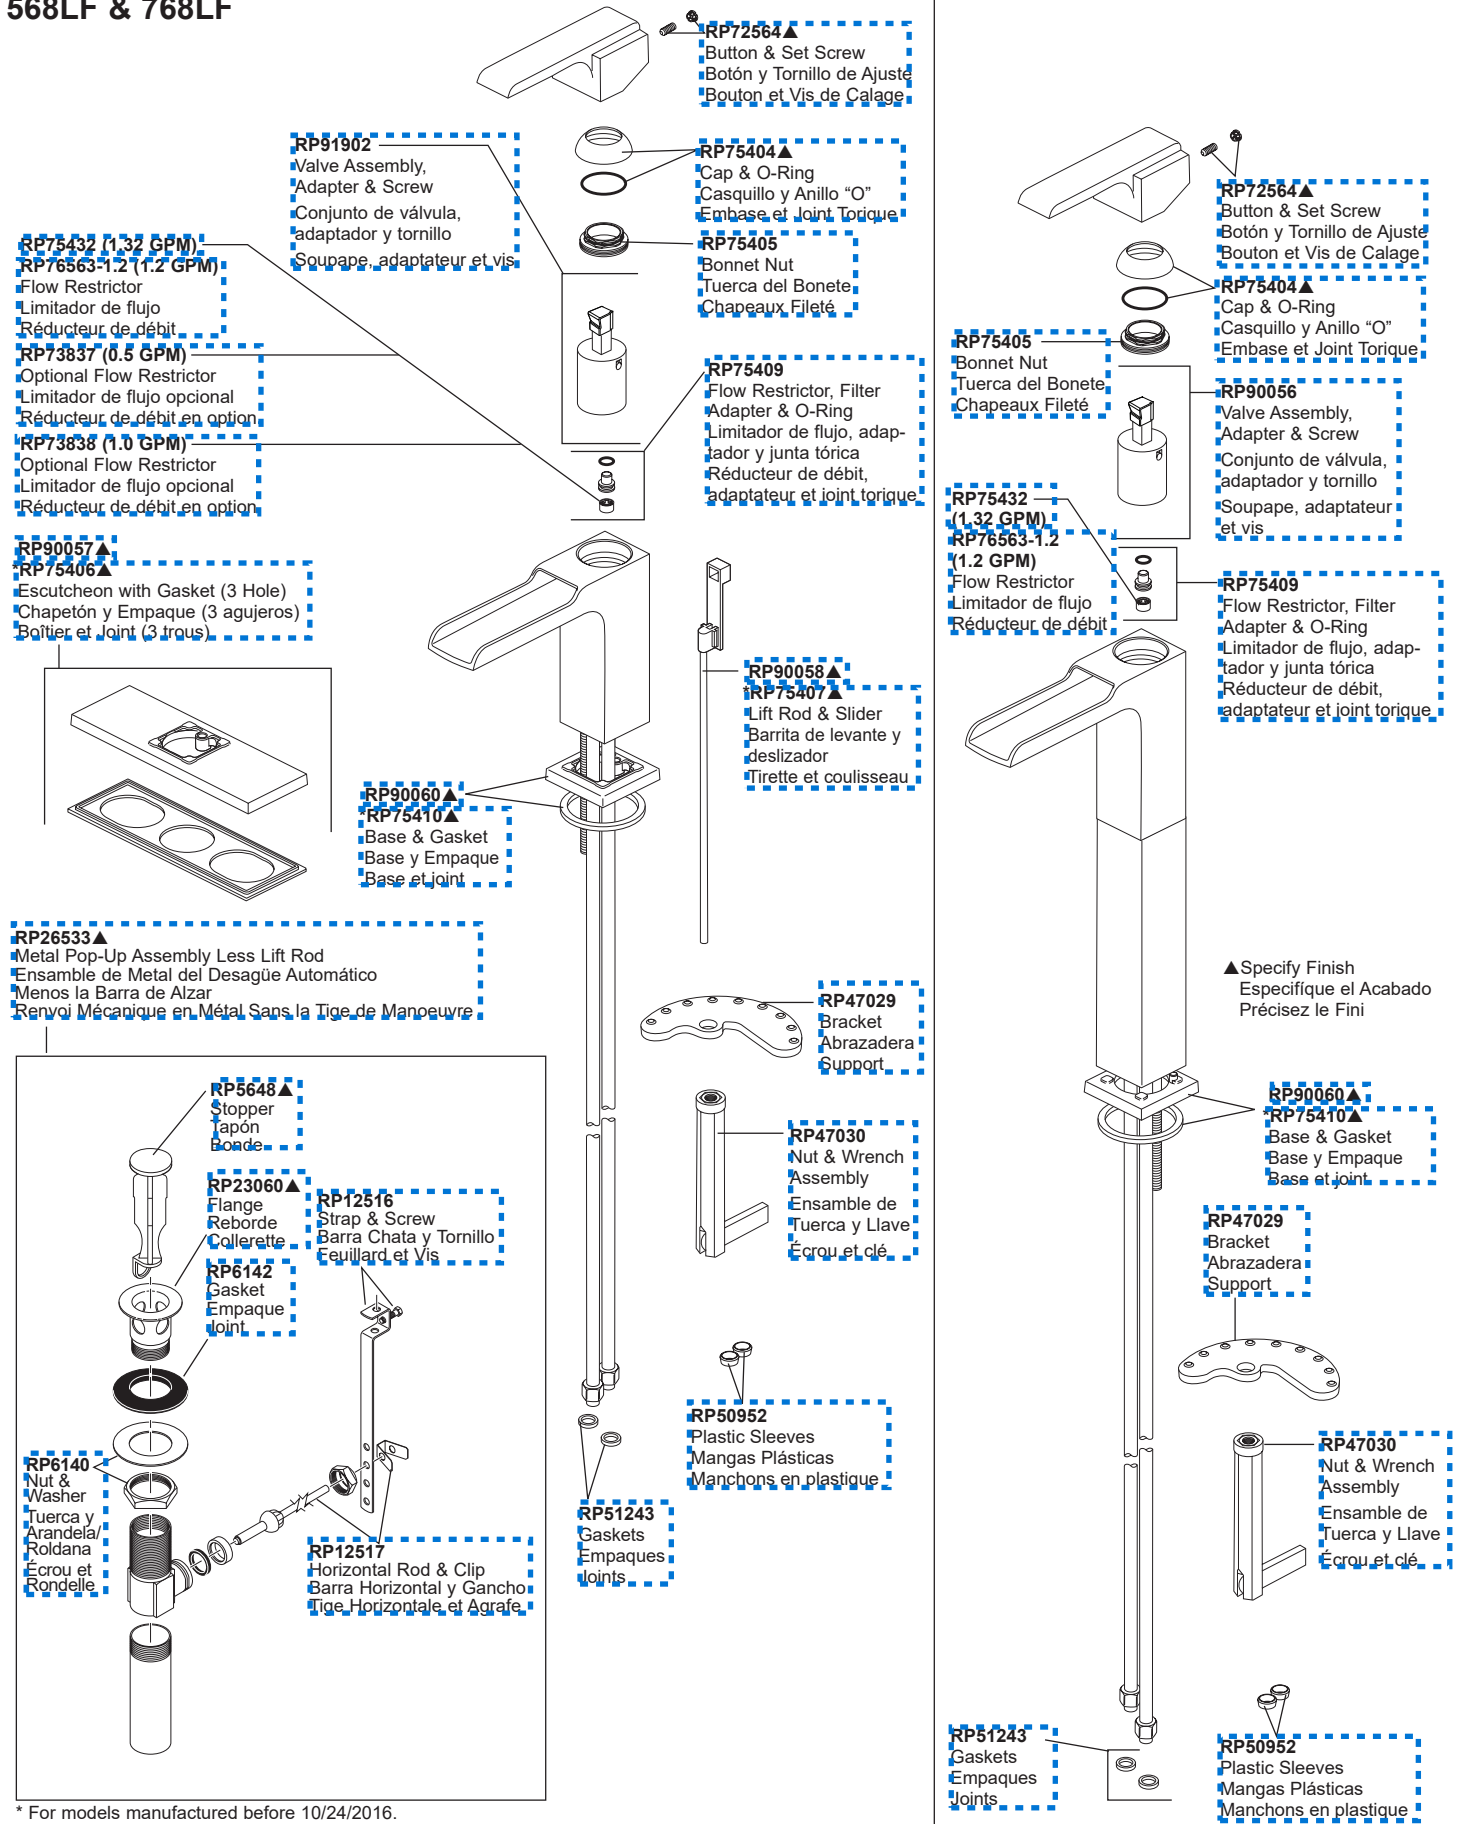 568LF & 768LF
RP72564▲
Button & Set Screw
Botón y Tornillo de Ajuste
Bouton et Vis de Calage
RP91902
Valve Assembly,
Adapter & Screw
Conjunto de válvula,
adaptador y tornillo
Soupape, adaptateur et vis
RP75404▲
Cap & O-Ring
Casquillo y Anillo “O”
Embase et Joint Torique
RP75405
Bonnet Nut
Tuerca del Bonete
Chapeaux Fileté
RP75432 (1.32 GPM)
RP76563-1.2 (1.2 GPM)
Flow Restrictor
Limitador de flujo
Réducteur de débit
RP73837 (0.5 GPM)
Optional Flow Restrictor
Limitador de flujo opcional
Réducteur de débit en option
RP73838 (1.0 GPM)
Optional Flow Restrictor
Limitador de flujo opcional
Réducteur de débit en option
RP75409
Flow Restrictor, Filter
Adapter & O-Ring
Limitador de flujo, adap-
tador y junta tórica
Réducteur de débit,
adaptateur et joint torique
RP90057▲
*RP75406▲
Escutcheon with Gasket (3 Hole)
Chapetón y Empaque (3 agujeros)
Boîtier et Joint (3 trous)
RP90058▲
*RP75407▲
Lift Rod & Slider
Barrita de levante y
deslizador
Tirette et coulisseau
RP90060▲
*RP75410▲
Base & Gasket
Base y Empaque
Base et joint
RP26533▲
Metal Pop-Up Assembly Less Lift Rod
Ensamble de Metal del Desagüe Automático
Menos la Barra de Alzar
Renvoi Mécanique en Métal Sans la Tige de Manoeuvre
RP47029
Bracket
Abrazadera
Support
RP5648▲
Stopper
Tapón
Bonde
RP47030
Nut & Wrench
Assembly
Ensamble de
Tuerca y Llave
Écrou et clé
RP23060▲
Flange
Reborde
Collerette
RP12516
Strap & Screw
Barra Chata y Tornillo
Feuillard et Vis
RP6142
Gasket
Empaque
Joint
RP50952
Plastic Sleeves
Mangas Plásticas
Manchons en plastique
RP6140
Nut &
Washer
Tuerca y
Arandela/
Roldana
Écrou et
Rondelle
RP51243
Gaskets
Empaques
Joints
RP12517
Horizontal Rod & Clip
Barra Horizontal y Gancho
Tige Horizontale et Agrafe
* For models manufactured before 10/24/2016.
RP72564▲
Button & Set Screw
Botón y Tornillo de Ajuste
Bouton et Vis de Calage
RP75404▲
Cap & O-Ring
Casquillo y Anillo “O”
Embase et Joint Torique
RP75405
Bonnet Nut
Tuerca del Bonete
Chapeaux Fileté
RP90056
Valve Assembly,
Adapter & Screw
Conjunto de válvula,
adaptador y tornillo
Soupape, adaptateur
et vis
RP75432
(1.32 GPM)
RP76563-1.2
(1.2 GPM)
Flow Restrictor
Limitador de flujo
Réducteur de débit
RP75409
Flow Restrictor, Filter
Adapter & O-Ring
Limitador de flujo, adap-
tador y junta tórica
Réducteur de débit,
adaptateur et joint torique
▲Specify Finish
Especifíque el Acabado
Précisez le Fini
RP90060▲
*RP75410▲
Base & Gasket
Base y Empaque
Base et joint
RP47029
Bracket
Abrazadera
Support
RP47030
Nut & Wrench
Assembly
Ensamble de
Tuerca y Llave
Écrou et clé
RP51243
Gaskets
Empaques
Joints
RP50952
Plastic Sleeves
Mangas Plásticas
Manchons en plastique